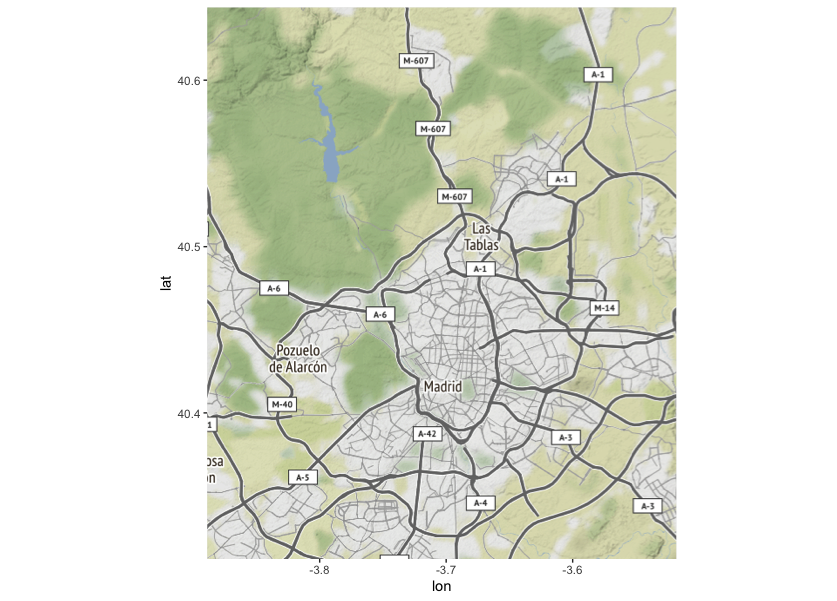 M-607
40.6
A-1
M-607
A-1
M-607
Las
Tablas
40.5
A-1
lat
A-6
M-14
A-6
Pozuelo
de Alarcón
Madrid
M-40
40.4
1
A-42
A-3
osa
ón
A-5
A-4
A-3
-3.8
-3.7
-3.6
lon